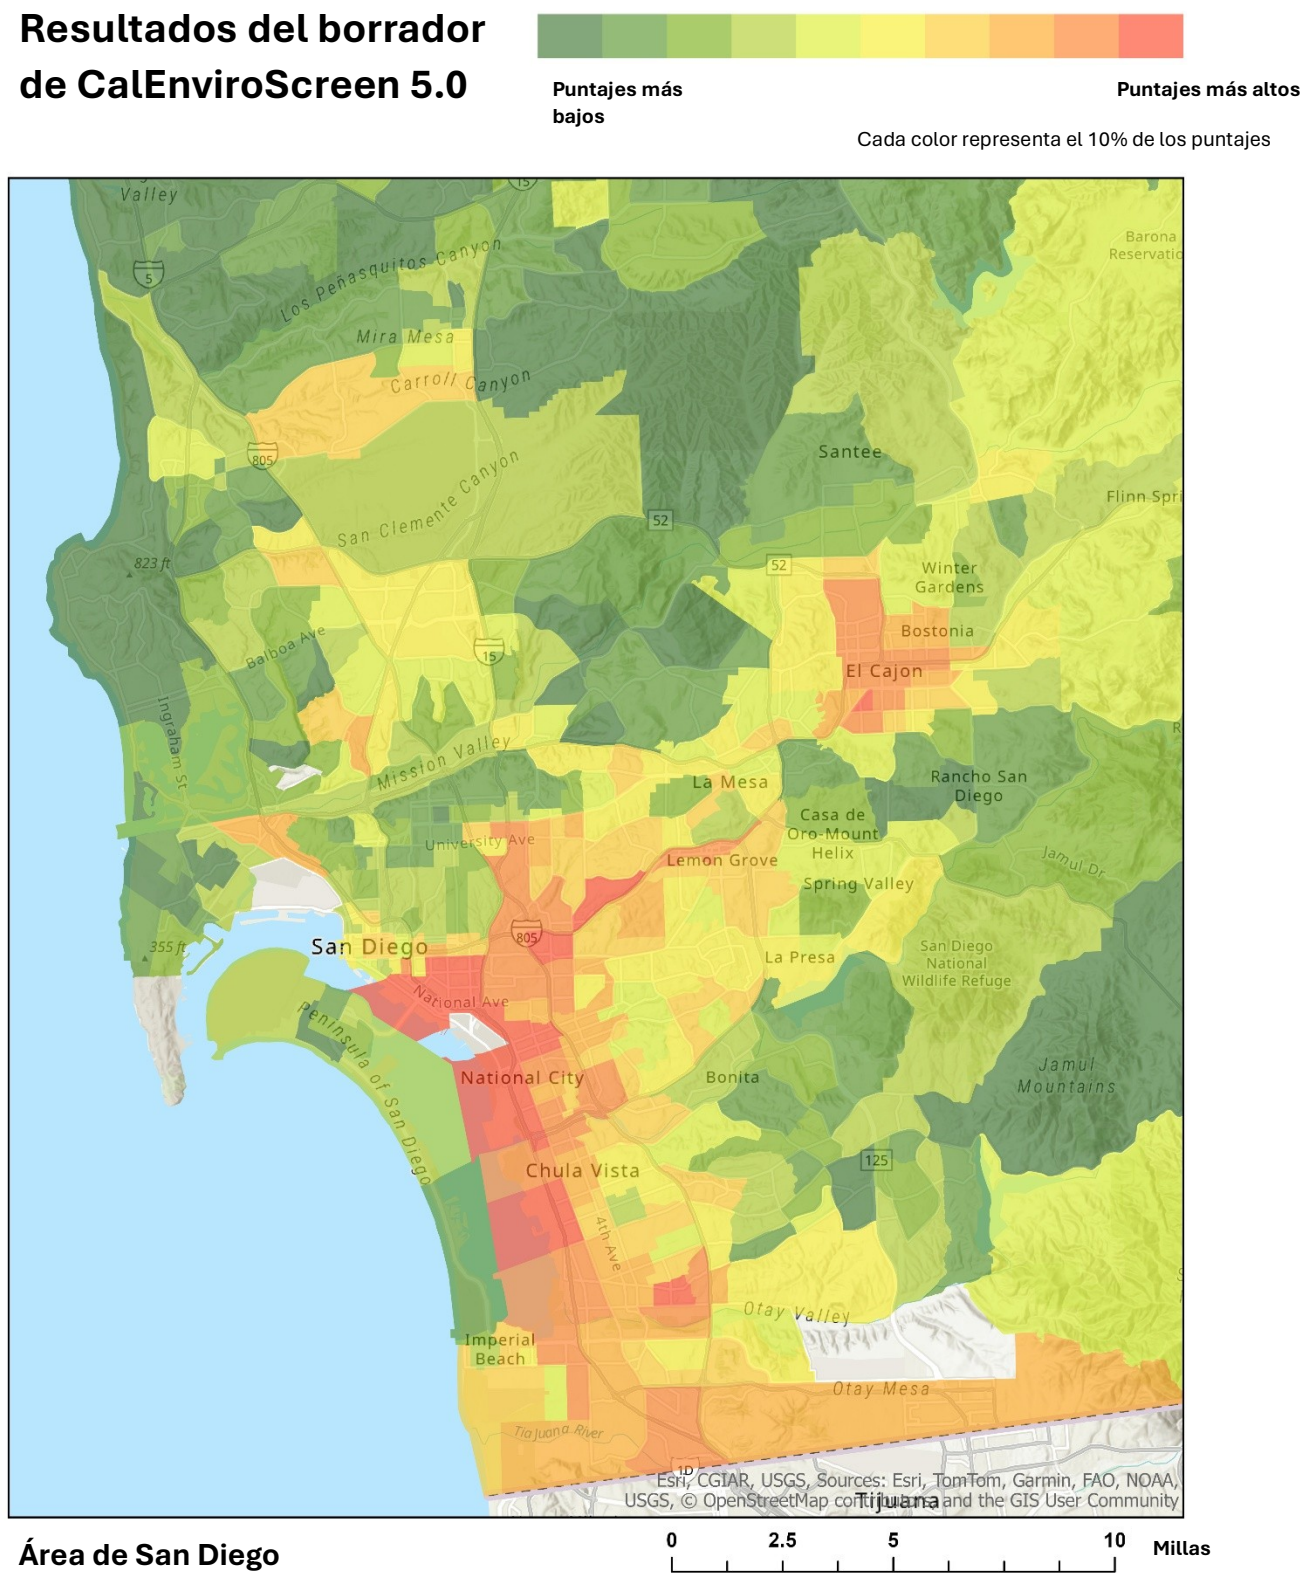 Resultados del borrador
de CalEnviroScreen 5.0
Puntajes más
bajos
Puntajes más altos
Cada color representa el 10% de los puntajes
Valley
15
Barona
Reservatio
5
Los Peñasquitos Canyon
Mira Mesa
Carroll Canyon
805
Santee
San Clemente Canyon
Flinn Spri
52
823 ft
52
Winter
Gardens
Balboa Ave
Bostonia
15
El Cajon
Ingraham St
R
Mission Valley
La Mesa
Rancho San
Diego
Casa de
Oro-Mount
Helix
University Ave
Lemon Grove
Jamul Dr
Spring Valley
805
355 ft
San Diego
La Presa
San Diego
National
Wildlife Refuge
National Ave
Peninsula of San Diego
National City
Bonita
Jamul
Mountains
Chula Vista
125
4th Ave
S
Otay Valley
Imperial
Beach
Otay Mesa
Tia Juana River
1D
Esri, CGIAR, USGS, Sources: Esri, TomTom, Garmin, FAO, NOAA,
USGS, © OpenStreetMap contributors, and the GIS User Community
Tijuana
Área de San Diego
0 2.5 5 10 Millas